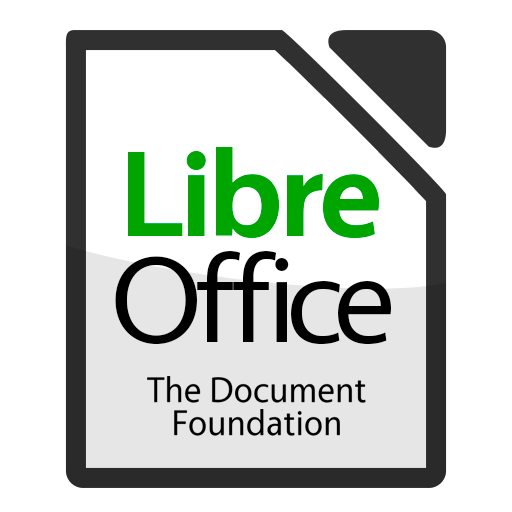 Libre
Office
The Document
Foundation